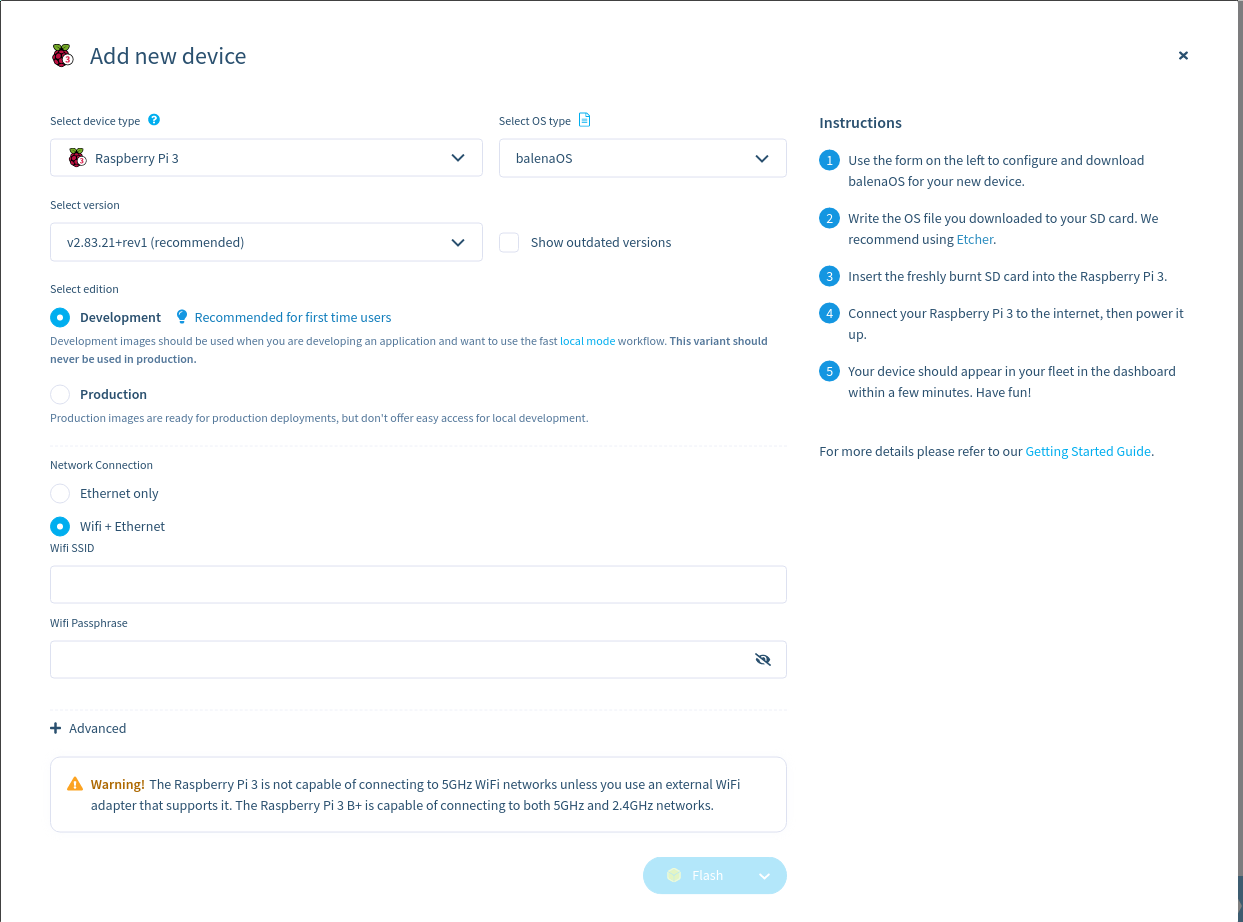 Add new device
Select device type
Raspberry Pi 3
Select OS type
balenaOS
Select version
v2.83.21+rev1 (recommended)
Show outdated versions
Select edition
Development
Recommended for first time users
Development images should be used when you are developing an application and want to use the fast local mode workflow. This variant should
never be used in production.
Production
Production images are ready for production deployments, but don't offer easy access for local development.
Network Connection
Ethernet only
Wifi + Ethernet
Wifi SSID
Wifi Passphrase
Advanced
Warning! The Raspberry Pi 3 is not capable of connecting to 5GHz WiFi networks unless you use an external WiFi
adapter that supports it. The Raspberry Pi 3 B+ is capable of connecting to both 5GHz and 2.4GHz networks.
Flash
Instructions
1 Use the form on the left to configure and download
balenaOS for your new device.
2 Write the OS file you downloaded to your SD card. We
recommend using Etcher.
3 Insert the freshly burnt SD card into the Raspberry Pi 3.
4 Connect your Raspberry Pi 3 to the internet, then power it
up.
5 Your device should appear in your fleet in the dashboard
within a few minutes. Have fun!
For more details please refer to our Getting Started Guide.